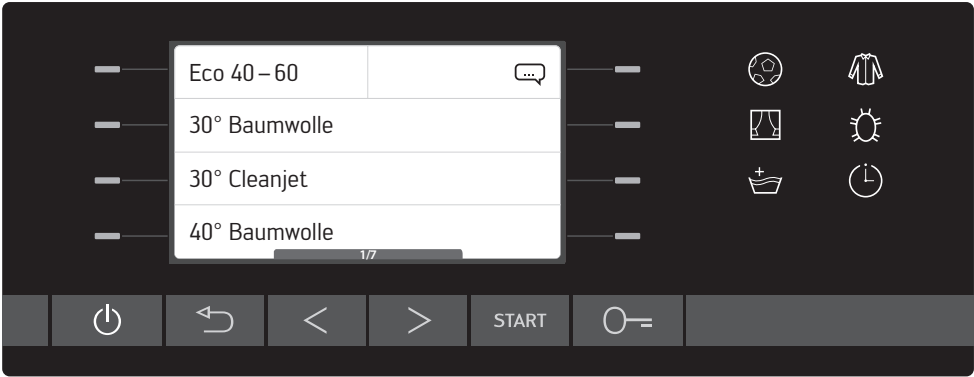 Eco 40 – 60
30° Baumwolle
30° Cleanjet
40° Baumwolle
1/7
START